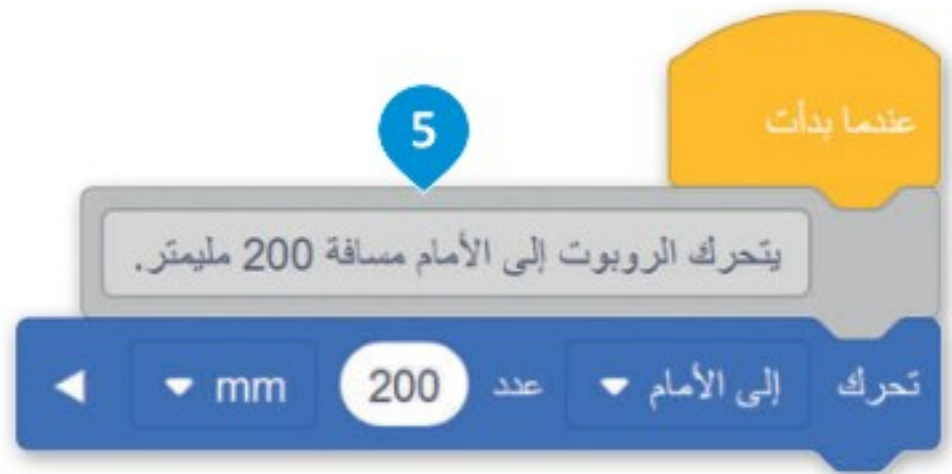 عندما بدأت
5
يتحرك الروبوت إلى الأمام مسافة 200 مليمتر.
تحرك إلى الأمام عدد 200 mm